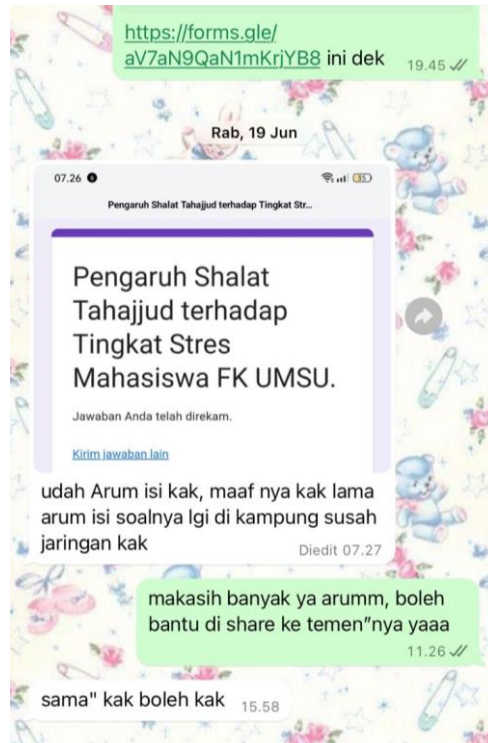 https://forms.gle/
aV7aN9QaN1mKrjYB8 ini dek
19.45
Rab, 19 Jun
07.26
35
Pengaruh Shalat Tahajjud terhadap Tingkat Str...
Pengaruh Shalat
Tahajjud terhadap
Tingkat Stres
Mahasiswa FK UMSU.
Jawaban Anda telah direkam.
Kirim jawaban lain
udah Arum isi kak, maaf nya kak lama
arum isi soalnya lgi di kampung susah
jaringan kak
Diedit 07.27
makasih banyak ya arumm, boleh
bantu di share ke temen"nya yaaa
11.26
sama" kak boleh kak
15.58